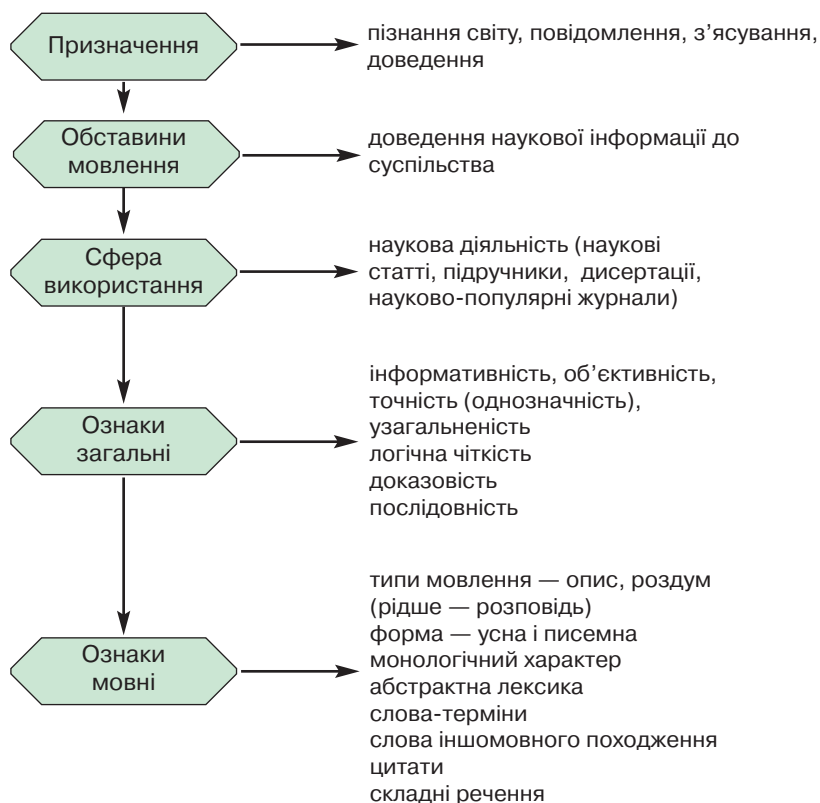 Призначення
пізнання світу, повідомлення, з’ясування,
доведення
Обставини
мовлення
доведення наукової інформації до
суспільства
Сфера
використання
наукова діяльність (наукові
статті, підручники, дисертації,
науково-популярні журнали)
Ознаки
загальні
інформативність, об’єктивність,
точність (однозначність),
узагальненість
логічна чіткість
доказовість
послідовність
Ознаки
мовні
типи мовлення — опис, роздум
(рідше — розповідь)
форма — усна і писемна
монологічний характер
абстрактна лексика
слова-терміни
слова іншомовного походження
цитати
складні речення